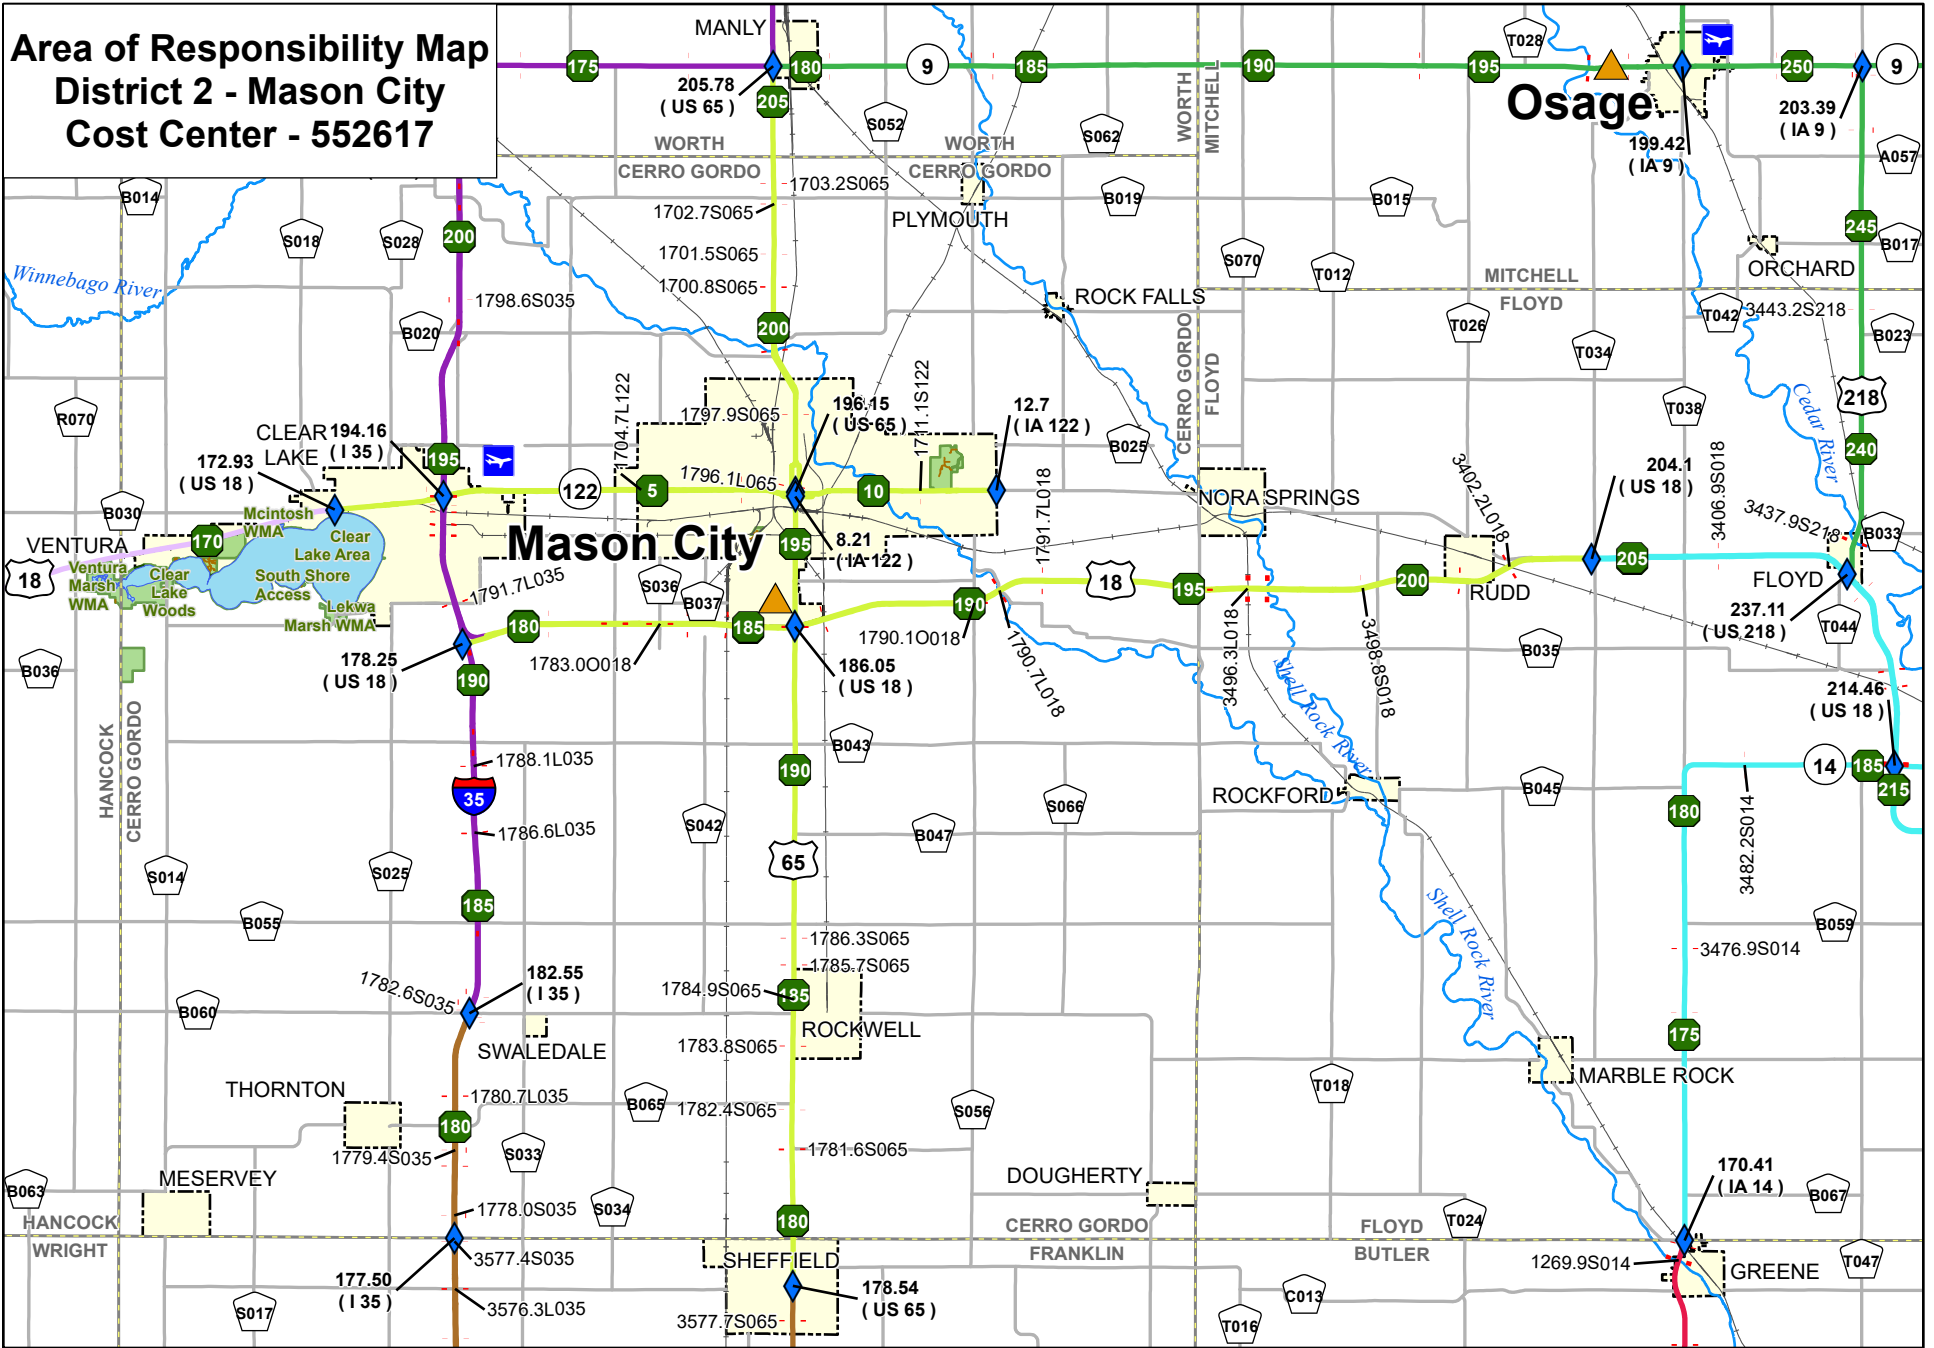 Area of Responsibility Map
District 2 - Mason City
Cost Center - 552617
MANLY
175
180
9
185
190
195
T028
250
9
205.78
( US 65 )
205
S052
S062
WORTH
MITCHELL
Osage
199.42
( IA 9 )
203.39
( IA 9 )
A057
WORTH
WORTH
CERRO GORDO
CERRO GORDO
B014
1703.2S065
1702.7S065
PLYMOUTH
B019
B015
S018
S028
200
1701.5S065
1700.8S065
S070
T012
245
B017
ORCHARD
MITCHELL
FLOYD
Winnebago River
1798.6S035
ROCK FALLS
T026
T042
3443.2S218
B020
200
B023
T034
CERRO GORDO
FLOYD
R070
1704.7L122
1797.9S065
196.15
( US 65 )
1711.1S122
12.7
( IA 122 )
T038
Cedar River
218
CLEAR
LAKE
194.16
( I 35 )
195
B025
240
172.93
( US 18 )
122
5
1796.1L065
10
1791.7L018
3402.2L018
204.1
( US 18 )
3406.9S018
3437.9S218
B030
Mcintosh
WMA
NORA SPRINGS
B033
VENTURA
170
Clear
Lake Area
Mason City
195
8.21
( IA 122 )
18
Ventura
Marsh
WMA
Clear
Lake
Woods
South Shore
Access
Lekwa
Marsh WMA
1791.7L035
S036
B037
18
195
200
RUDD
205
FLOYD
237.11
( US 218 )
T044
180
185
190
1790.1O018
1783.0O018
178.25
( US 18 )
186.05
( US 18 )
1790.7L018
3496.3L018
3498.8S018
B035
B036
190
Shell Rock River
214.46
( US 18 )
HANCOCK
CERRO GORDO
1788.1L035
B043
190
35
14
185
215
ROCKFORD
B045
180
3482.2S014
1786.6L035
S042
S066
B047
65
S014
S025
185
B055
Shell Rock River
B059
1786.3S065
1785.7S065
3476.9S014
1782.6S035
182.55
( I 35 )
1784.9S065
185
B060
ROCKWELL
175
SWALEDALE
1783.8S065
MARBLE ROCK
THORNTON
1780.7L035
B065
1782.4S065
S056
T018
180
1779.4S035
S033
1781.6S065
MESERVEY
DOUGHERTY
170.41
( IA 14 )
B063
1778.0S035
S034
B067
HANCOCK
WRIGHT
180
CERRO GORDO
FRANKLIN
FLOYD
BUTLER
T024
3577.4S035
SHEFFIELD
1269.9S014
GREENE
T047
177.50
( I 35 )
3576.3L035
178.54
( US 65 )
S017
3577.7S065
C013
T016